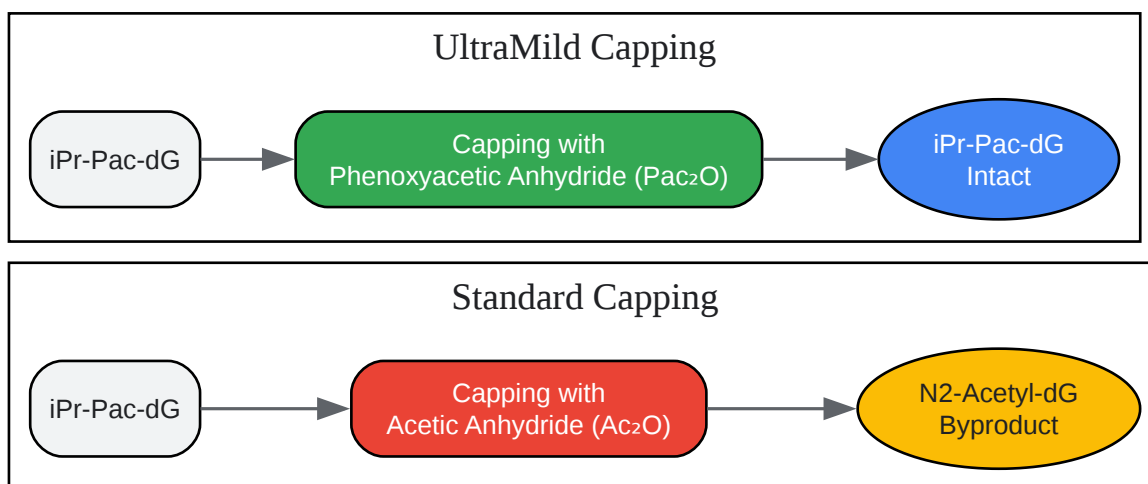 UltraMild Capping
iPr-Pac-dG
Capping with
Phenoxyacetic Anhydride (Pac₂O)
iPr-Pac-dG
Intact
Standard Capping
iPr-Pac-dG
Capping with
Acetic Anhydride (Ac₂O)
N2-Acetyl-dG
Byproduct